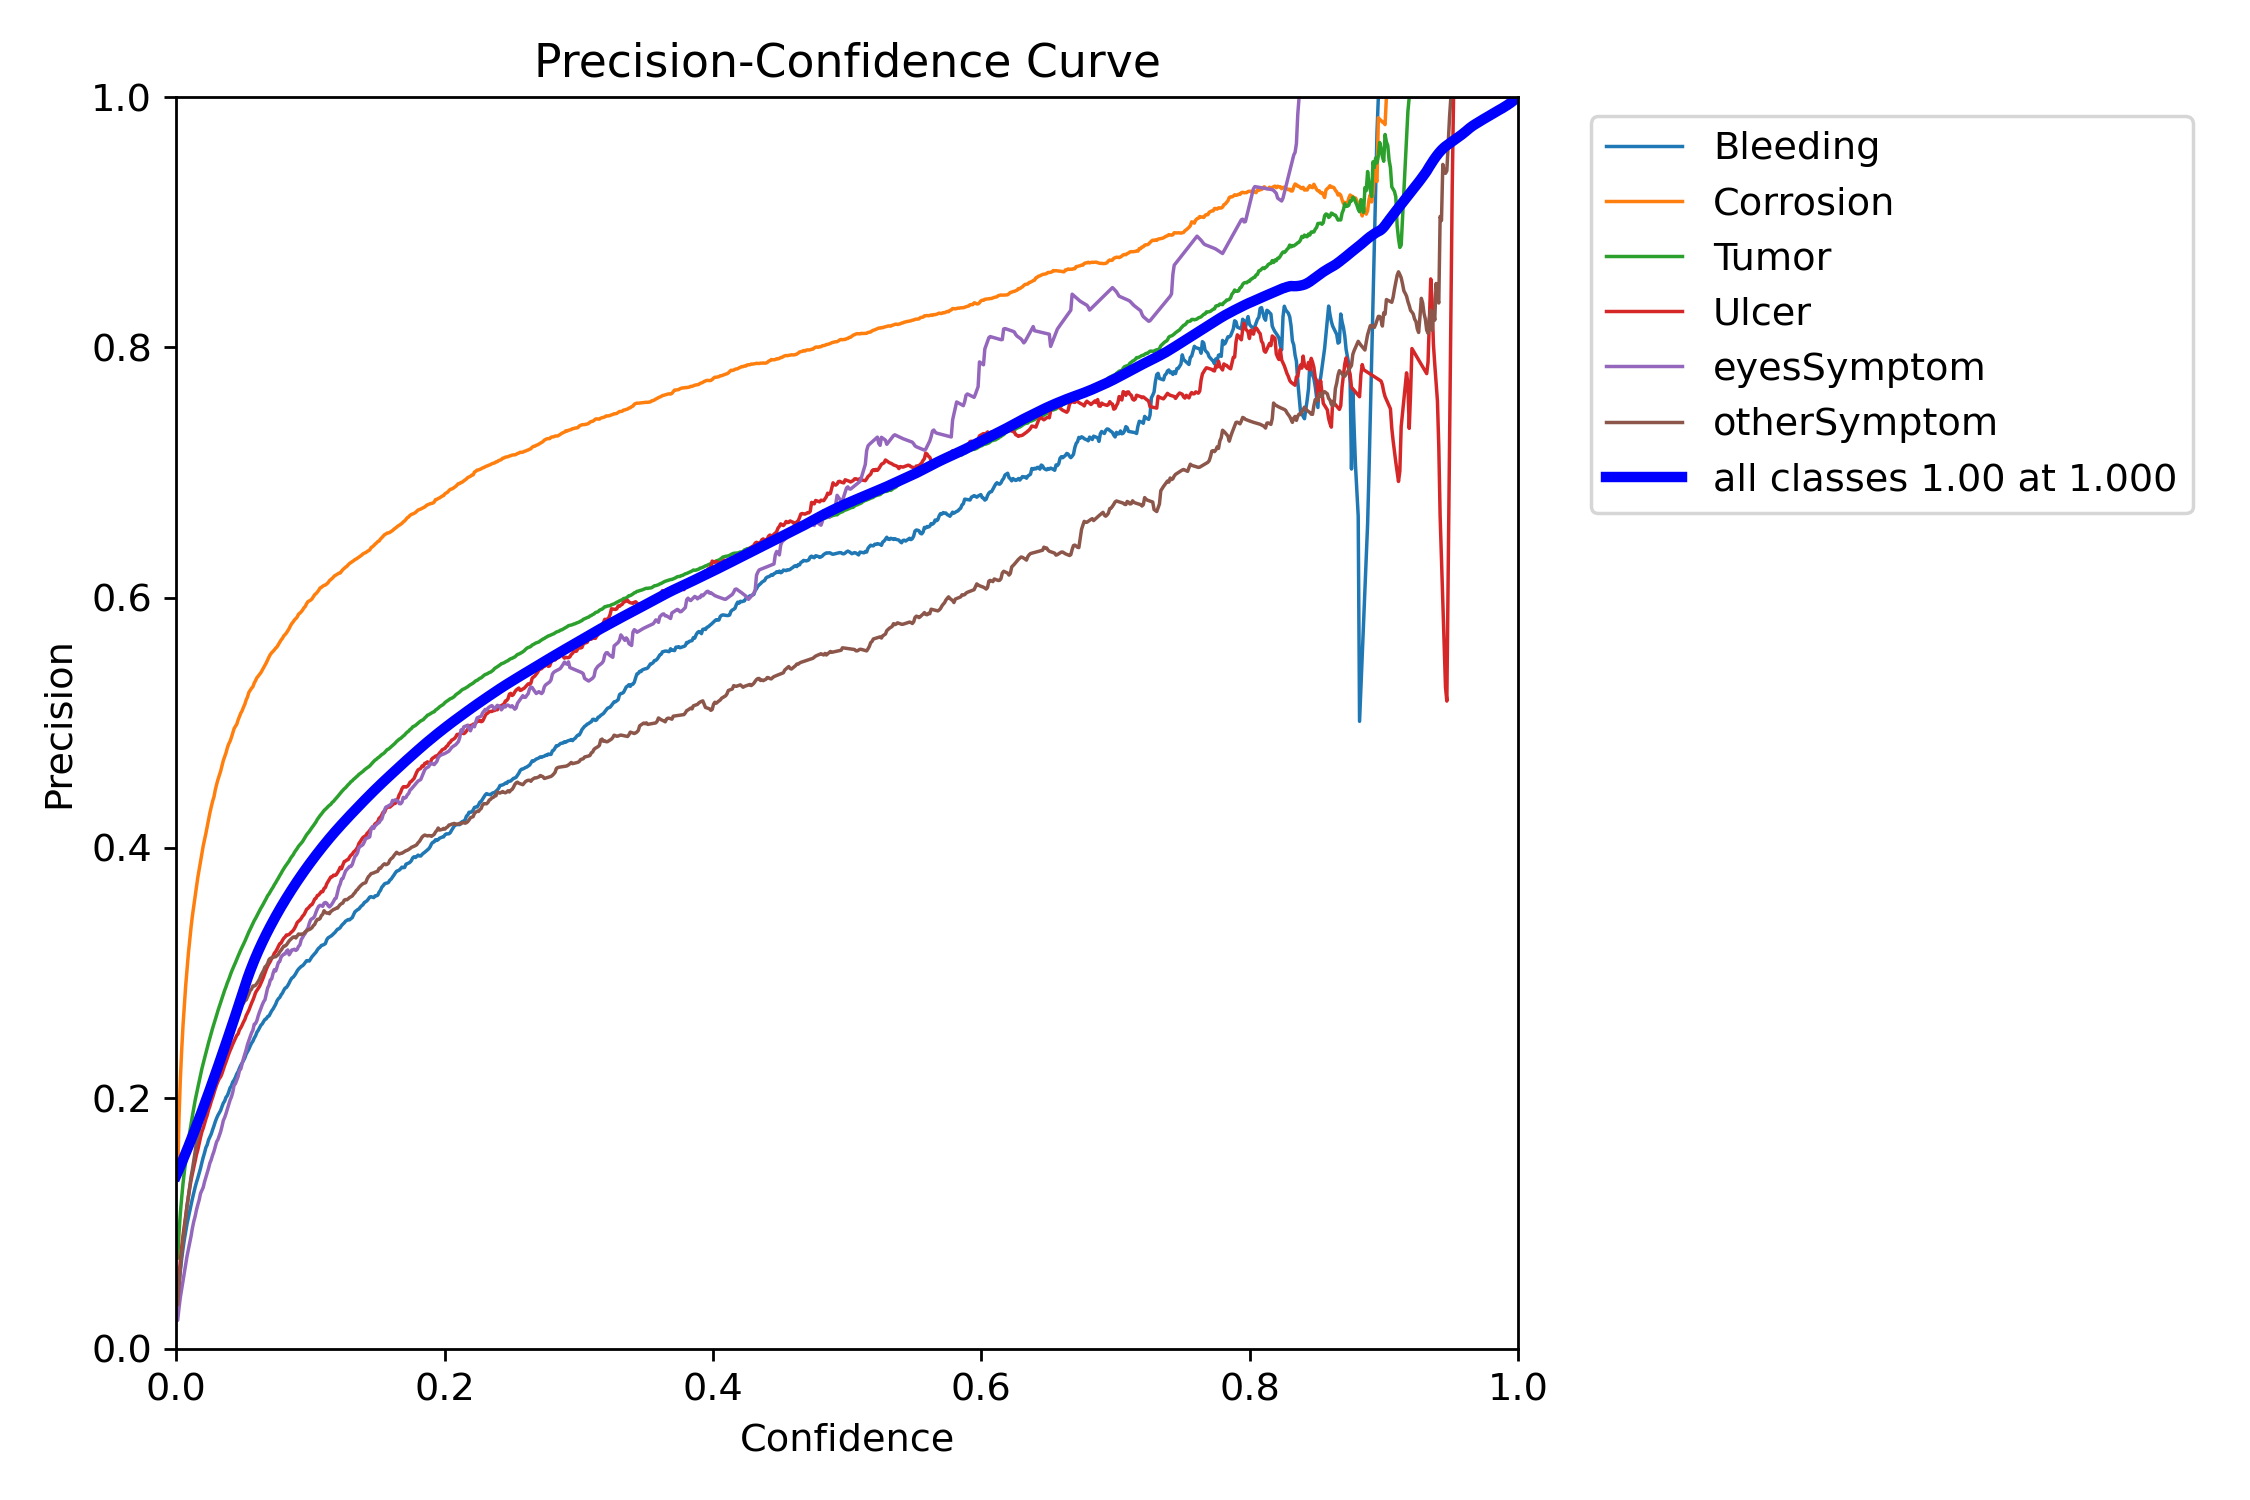 Precision-Confidence Curve
1.0
0.8
0.6
0.4
0.2
0.0
Precision
0.0 0.2 0.4 0.6 0.8 1.0
Confidence
Bleeding
Corrosion
Tumor
Ulcer
eyesSymptom
otherSymptom
all classes 1.00 at 1.000